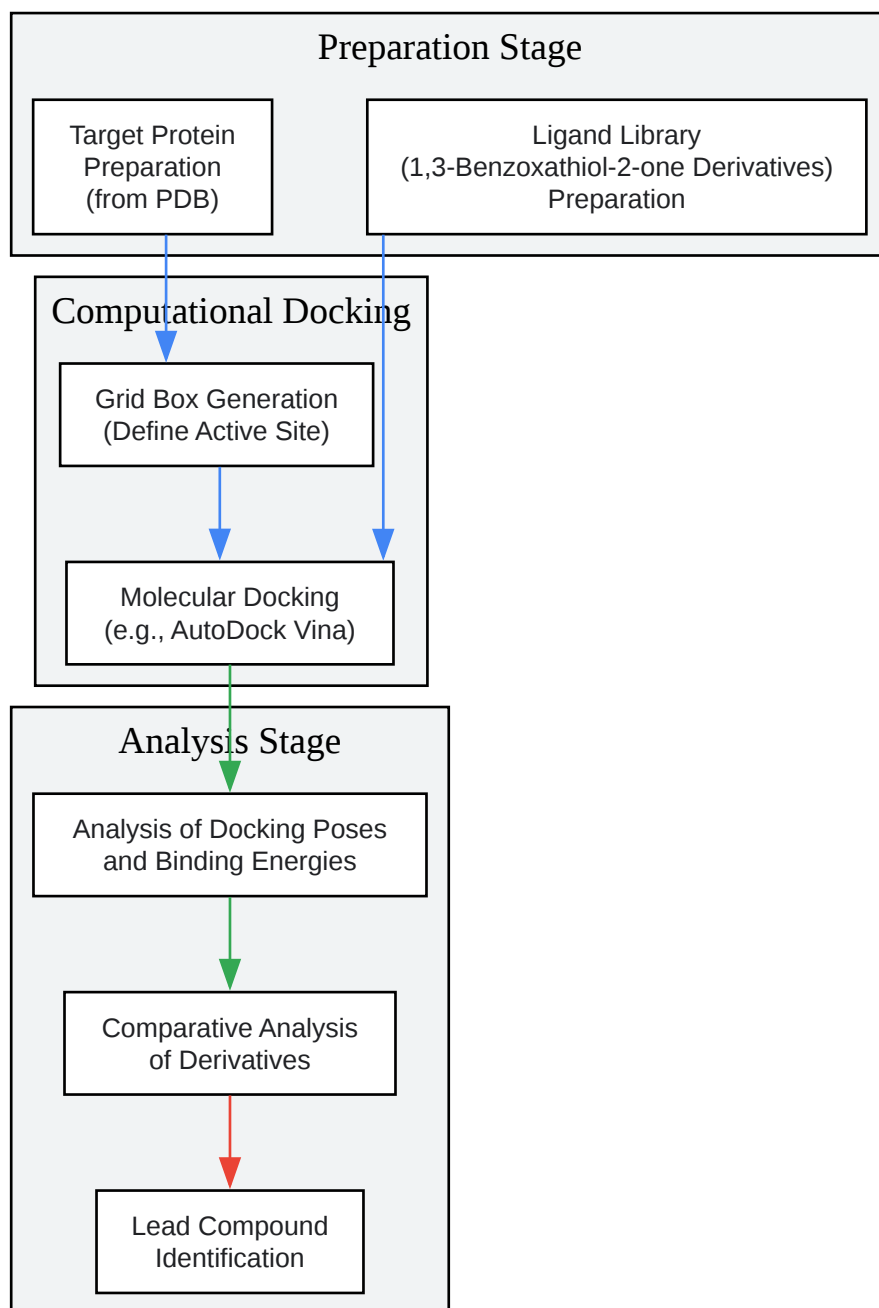 Preparation Stage
Target Protein
Preparation
(from PDB)
Ligand Library
(1,3-Benzoxathiol-2-one Derivatives)
Preparation
Computational Docking
Grid Box Generation
(Define Active Site)
Molecular Docking
(e.g., AutoDock Vina)
Analysis Stage
Analysis of Docking Poses
and Binding Energies
Comparative Analysis
of Derivatives
Lead Compound
Identification